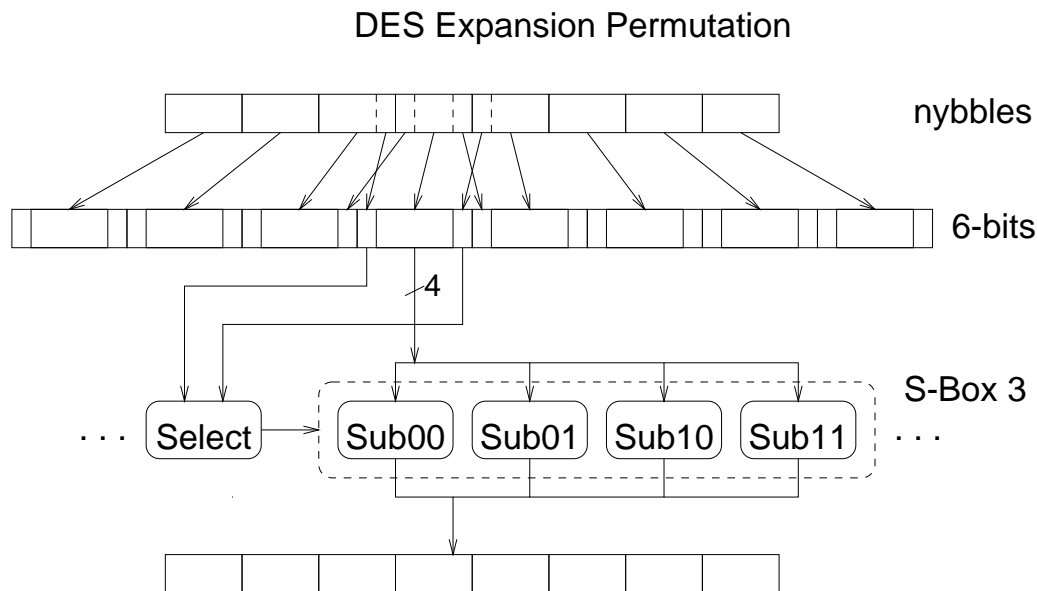 DES Expansion Permutation
nybbles
6-bits
4
S-Box 3
. . . Select Sub00 Sub01 Sub10 Sub11 . . .